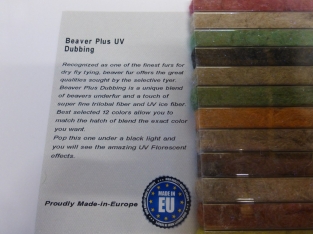 Beaver Plus UV
Dubbing
Recognized as one of the finest furs for
dry fly tying, beaver fur offers the great
qualities sought by the selective tyer.
Beaver Plus Dubbing is a unique blend
of beavers underfur and a touch of
super fine trilobal fiber and UV ice fiber
Best selected 12 colors allow you to
match the hatch of blend the exact color
you want.
Pop this one under a black light and
you will see the amazing UV Florescent
effects.
MADE IN
EU
Proudly Made-in-Europe